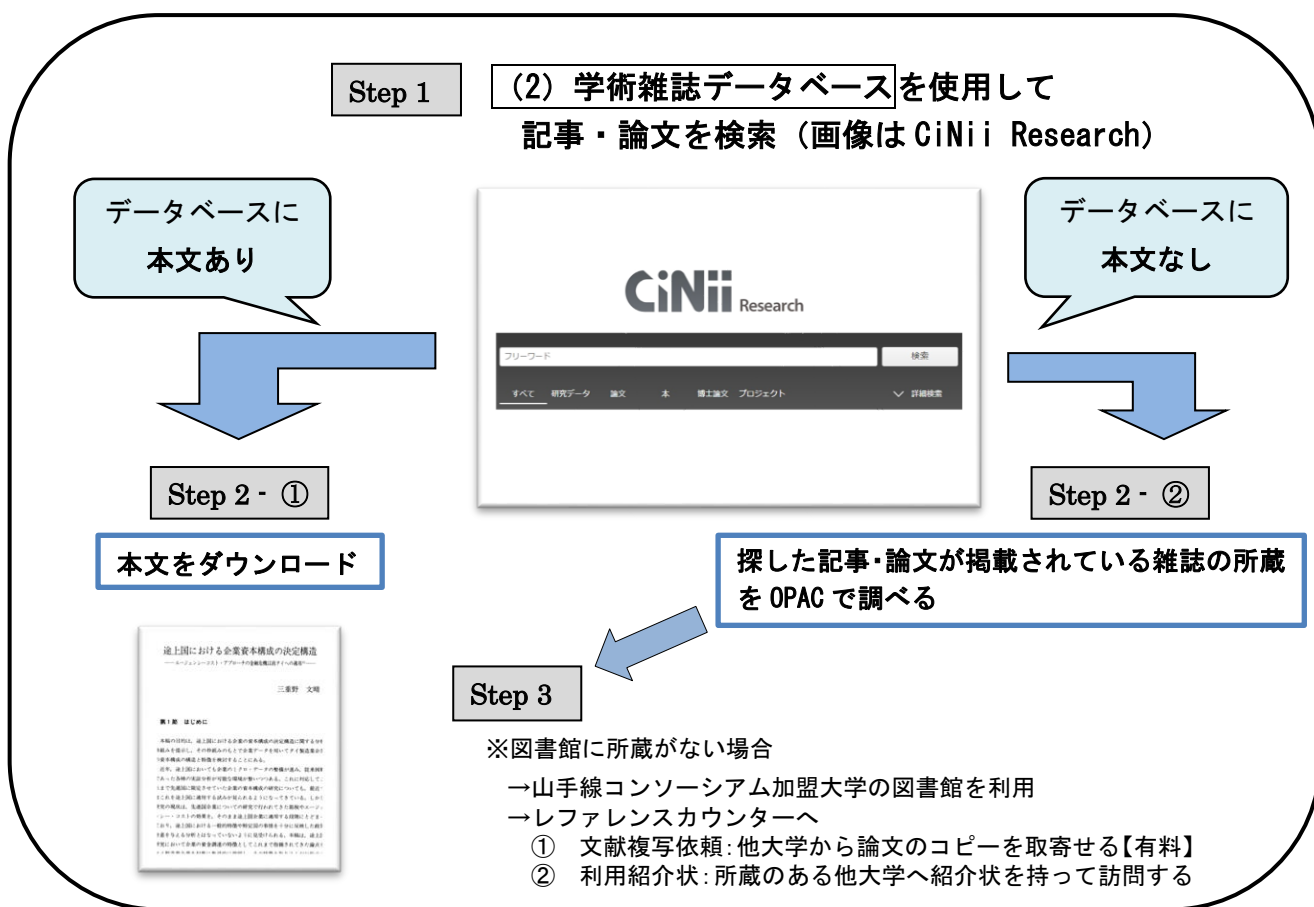 Step 1
(2) 学術雑誌データベースを使用して
記事・論文を検索(画像は CiNii Research)
データベースに
本文あり
データベースに
本文なし
CiNii Research
フリーワード
検索
すべて 研究データ 論文 本 博士論文 プロジェクト
詳細検索
Step 2 - ①
本文をダウンロード
Step 2 - ②
探した記事・論文が掲載されている雑誌の所蔵
を OPAC で調べる
途上国における企業資本構成の決定構造
三重野 文晴
第1節 はじめに
Step 3
※図書館に所蔵がない場合
→山手線コンソーシアム加盟大学の図書館を利用
→レファレンスカウンターへ
① 文献複写依頼:他大学から論文のコピーを取寄せる【有料】
② 利用紹介状:所蔵のある他大学へ紹介状を持って訪問する